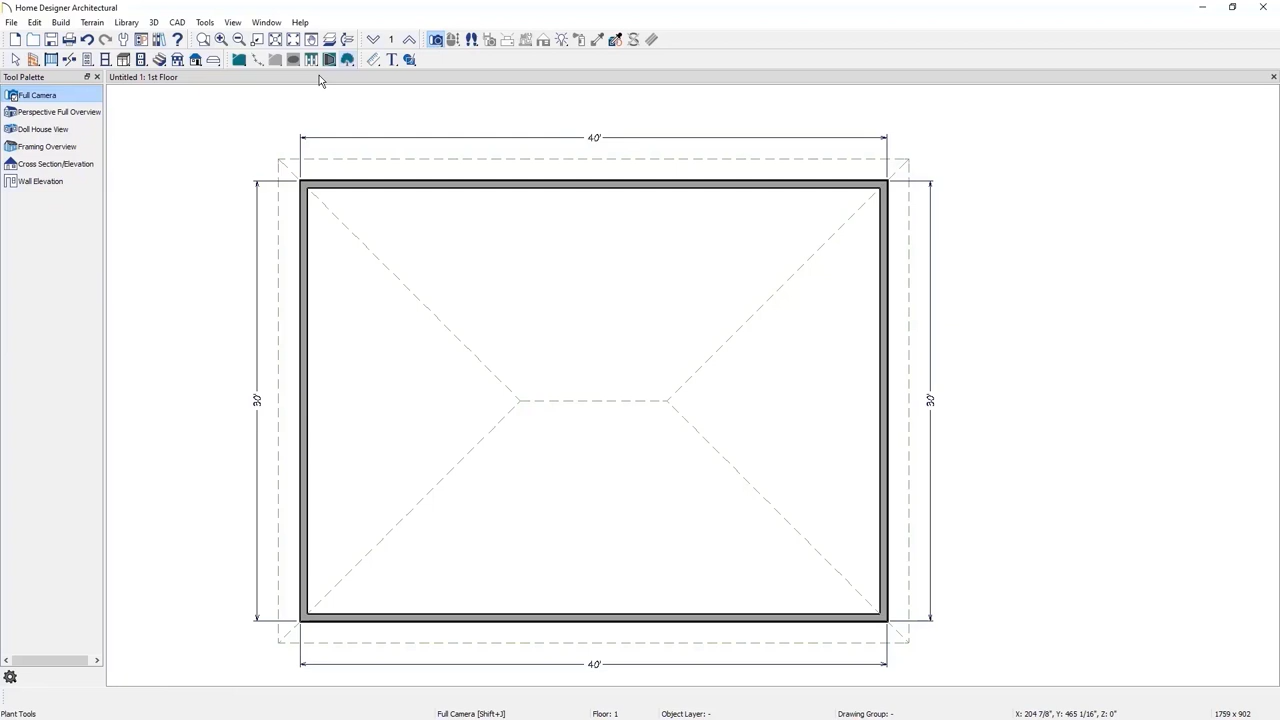 Home Designer Architectural
File Edit Build Terrain Library 3D CAD Tools View Window Help
1
Tool Palette
Untitled 1: 1st Floor
Full Camera
Perspective Full Overview
Doll House View
Framing Overview
Cross Section/Elevation
Wall Elevation
40'
30'
30'
40'
Plant Tools
Full Camera [Shift+J]
Floor: 1
Object Layer: -
Drawing Group: -
X: 204 7/8", Y: 465 1/16", Z: 0"
1759 x 902